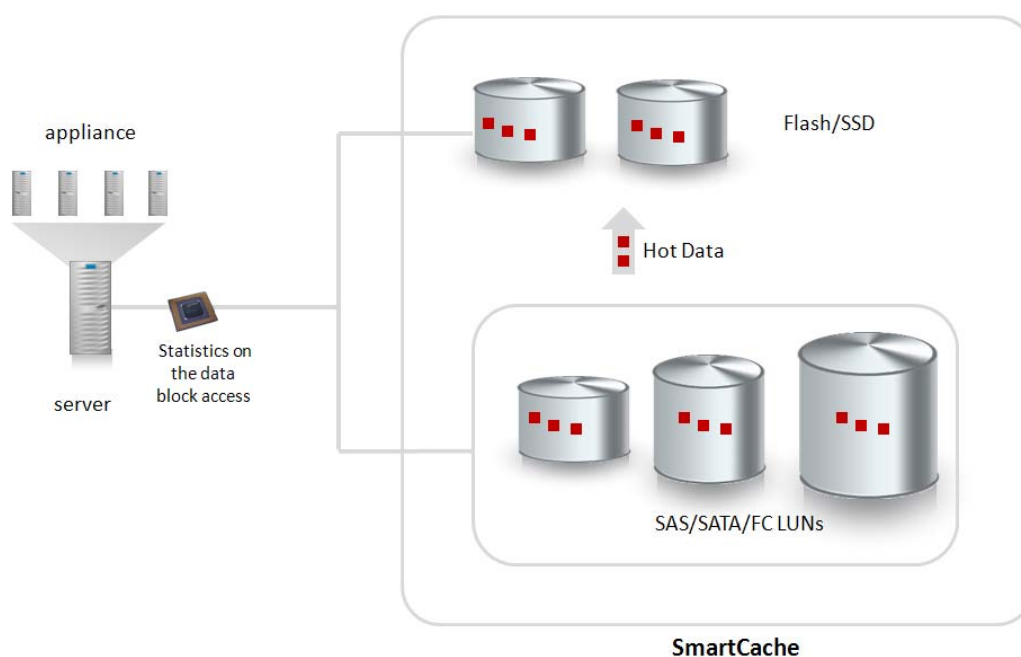 appliance
Flash/SSD
Hot Data
Statistics on
the data
block access
server
SAS/SATA/FC LUNs
SmartCache